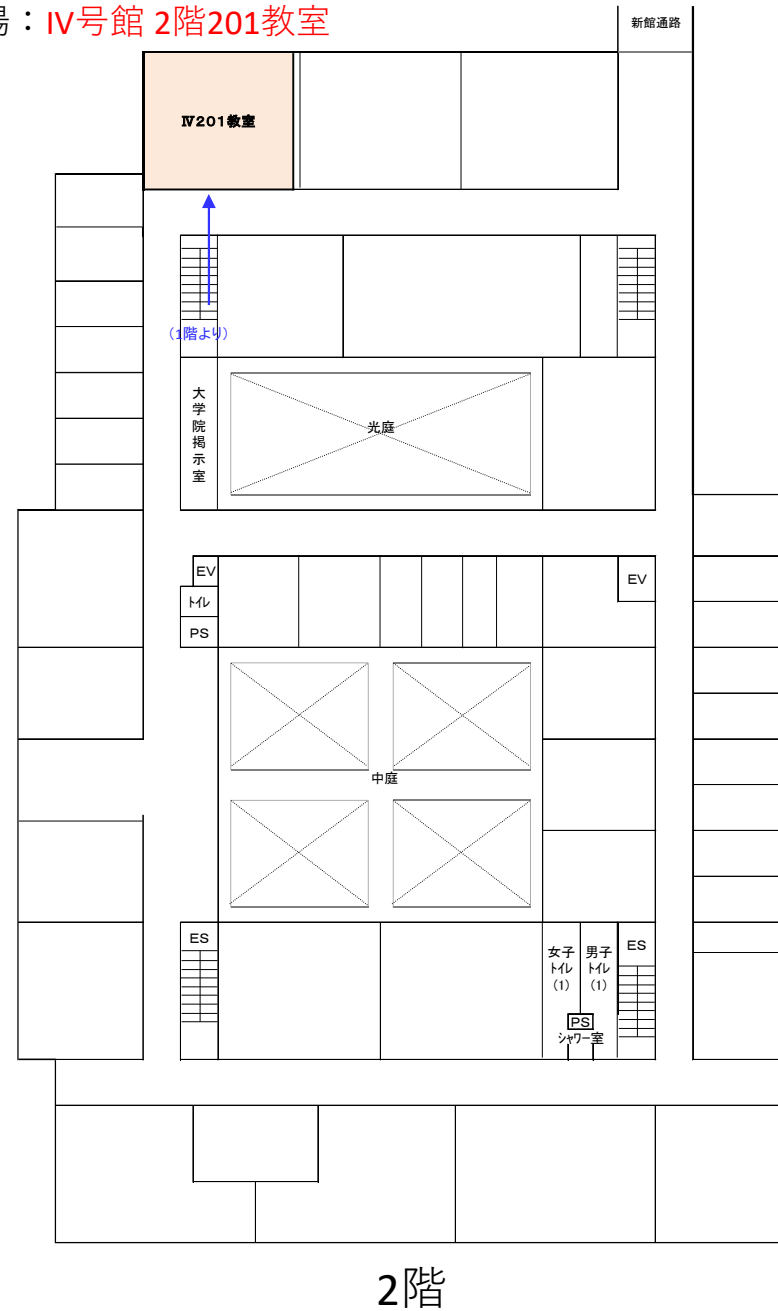 場：Ⅳ号館 2階201教室
新館通路
Ⅳ201教室
(1階より)
大学院掲示室
光庭
EV
トイレ
PS
EV
中庭
ES
女子
トイレ
(1)
男子
トイレ
(1)
ES
PS
シャワー室
2階